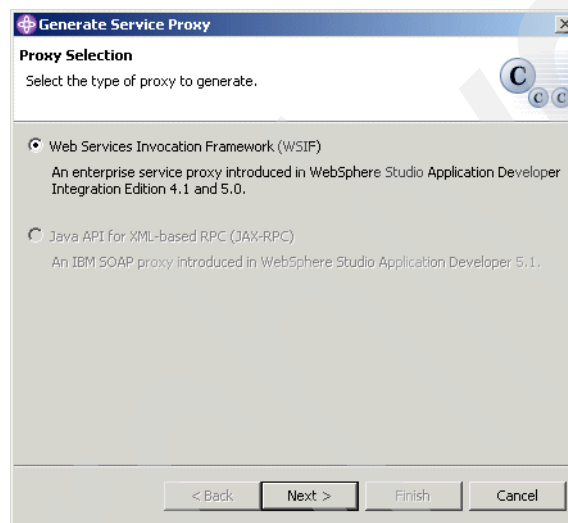 Generate Service Proxy
Proxy Selection
Select the type of proxy to generate.
C
C C
Web Services Invocation Framework (WSIF)
An enterprise service proxy introduced in WebSphere Studio Application Developer
Integration Edition 4.1 and 5.0.
Java API for XML-based RPC (JAX-RPC)
An IBM SOAP proxy introduced in WebSphere Studio Application Developer 5.1.
< Back Next > Finish Cancel